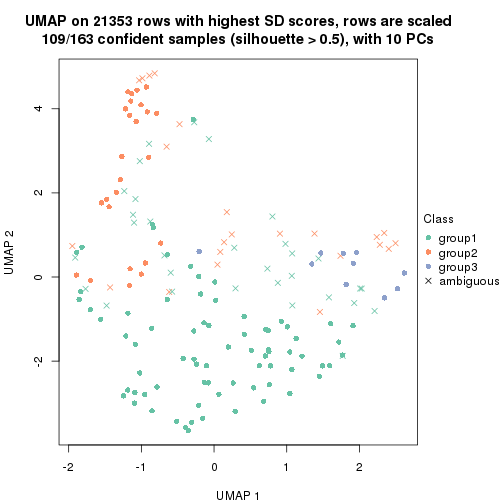 UMAP on 21353 rows with highest SD scores, rows are scaled
109/163 confident samples (silhouette > 0.5), with 10 PCs
4
2
0
-2
UMAP 2
-2
-1
0
1
2
UMAP 1
Class
group1
group2
group3
ambiguous